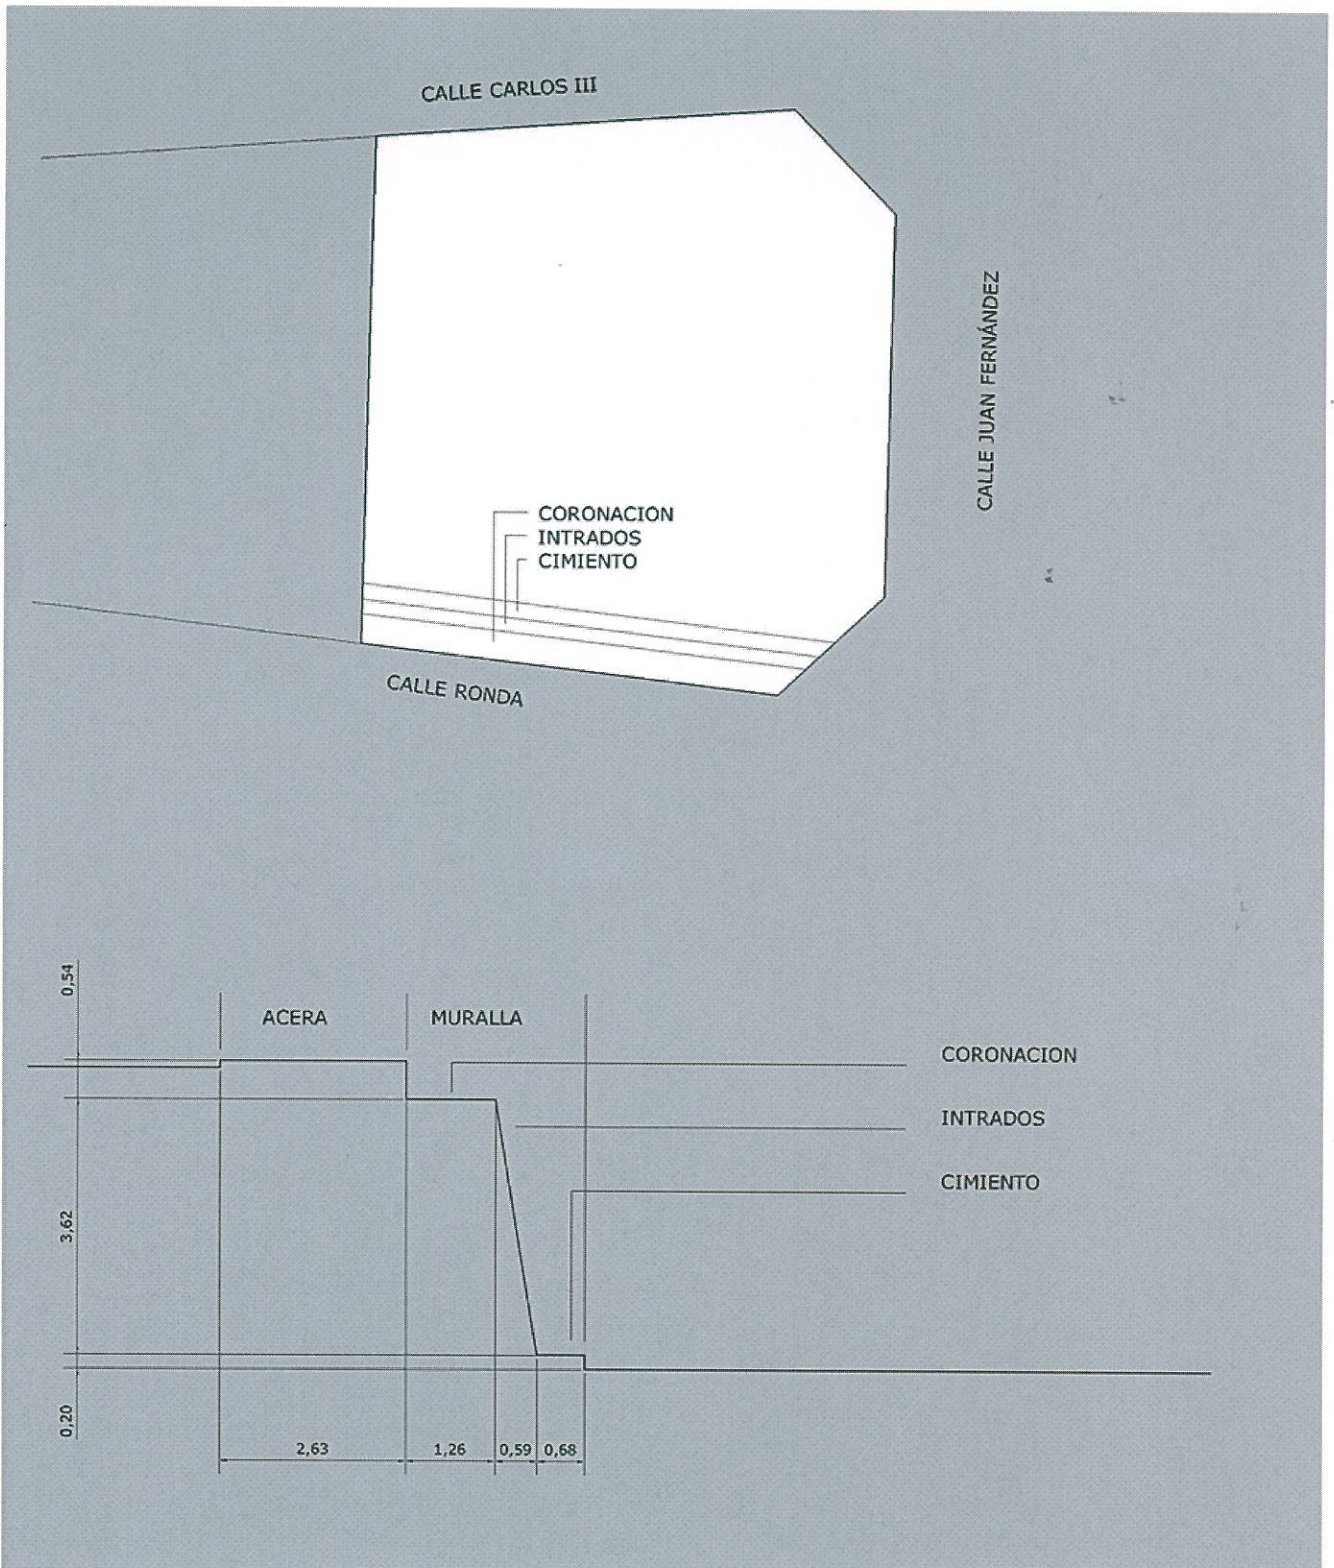 CALLE CARLOS III
CALLE JUAN FERNÁNDEZ
CORONACION
INTRADOS
CIMIENTO
CALLE RONDA
0,54
ACERA
MURALLA
CORONACION
INTRADOS
CIMIENTO
3,62
0,20
2,63
1,26
0,59
0,68